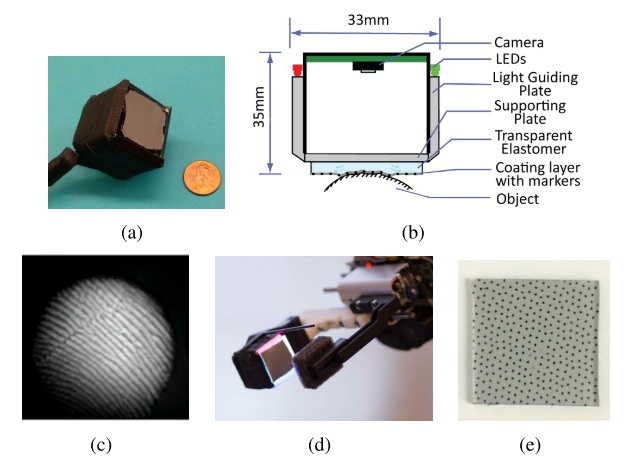 33mm
35mm
Camera
LEDs
Light Guiding
Plate
Supporting
Plate
Transparent
Elastomer
Coating layer
with markers
Object
(a)
(b)
(c)
(d)
(e)